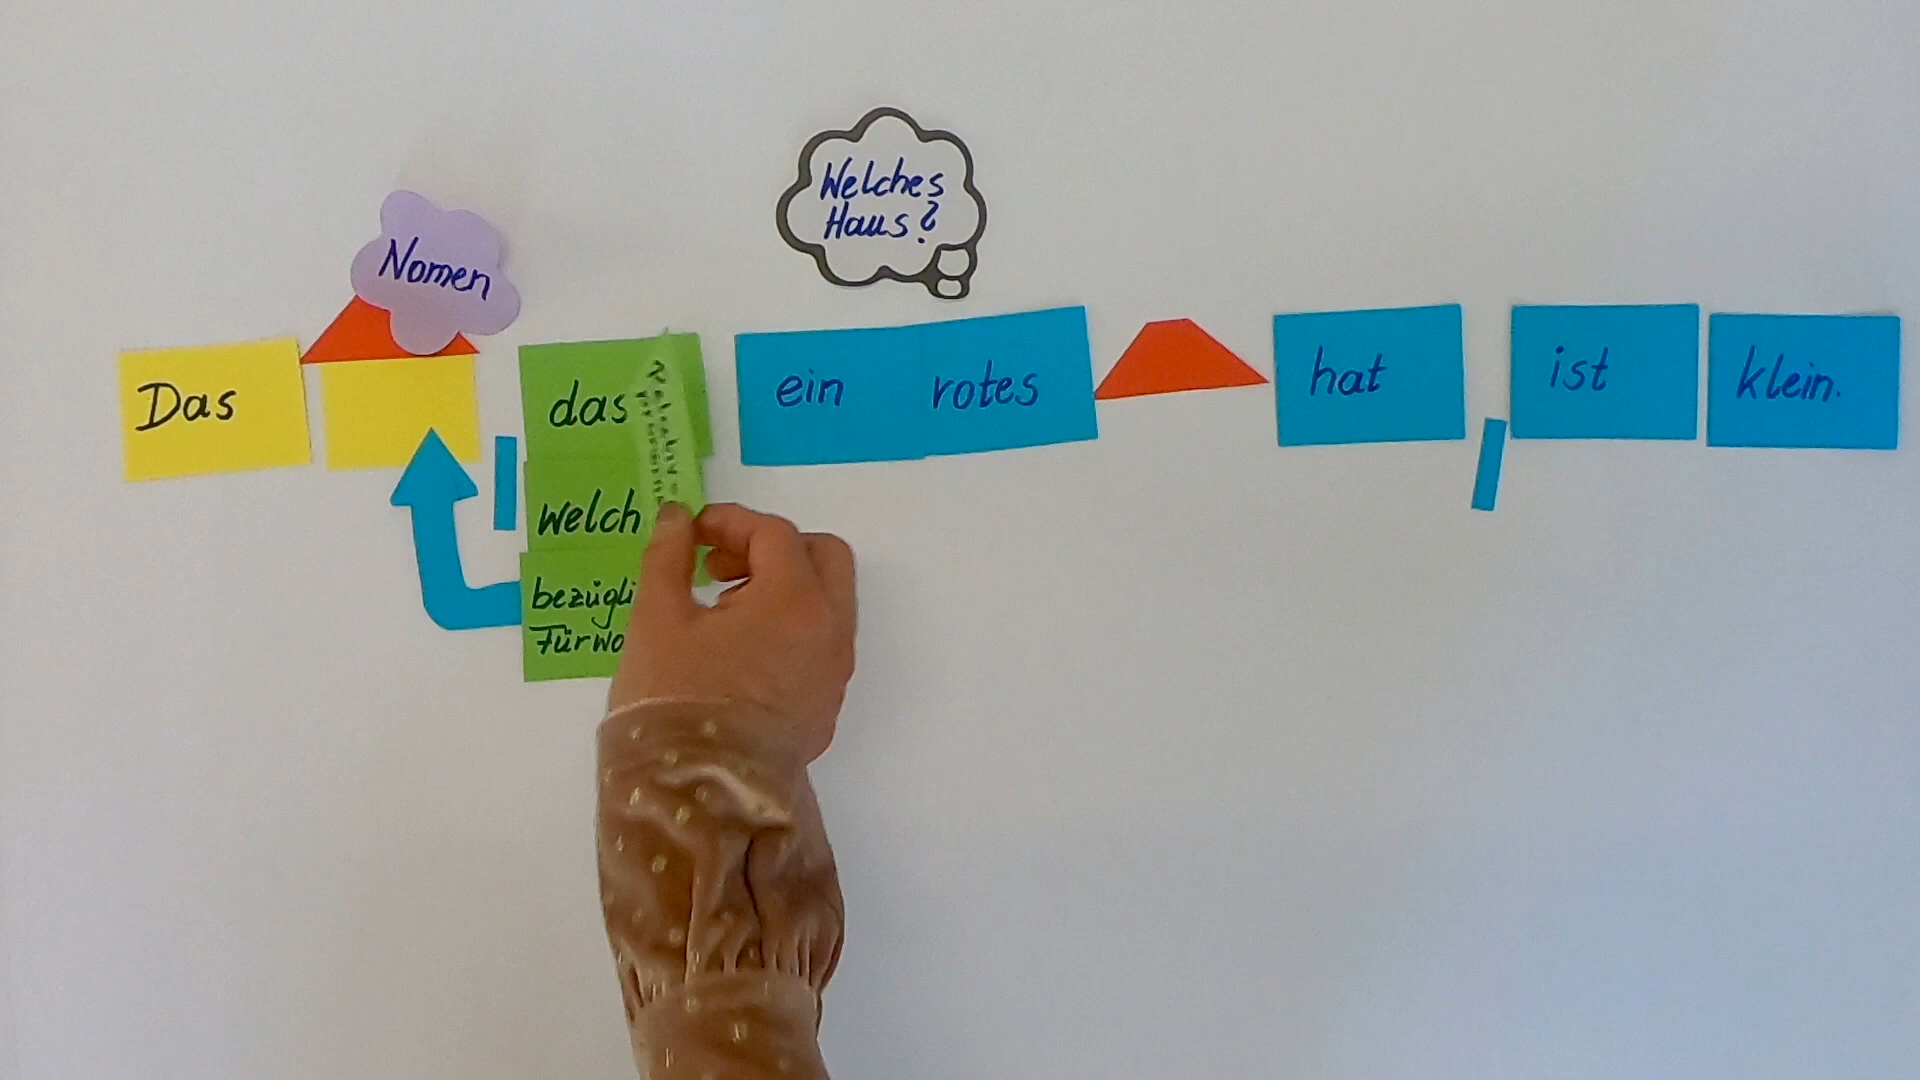 Welches
Haus?
Nomen
Das das ein rotes hat ist klein.
welch
bezügli
Fürwo